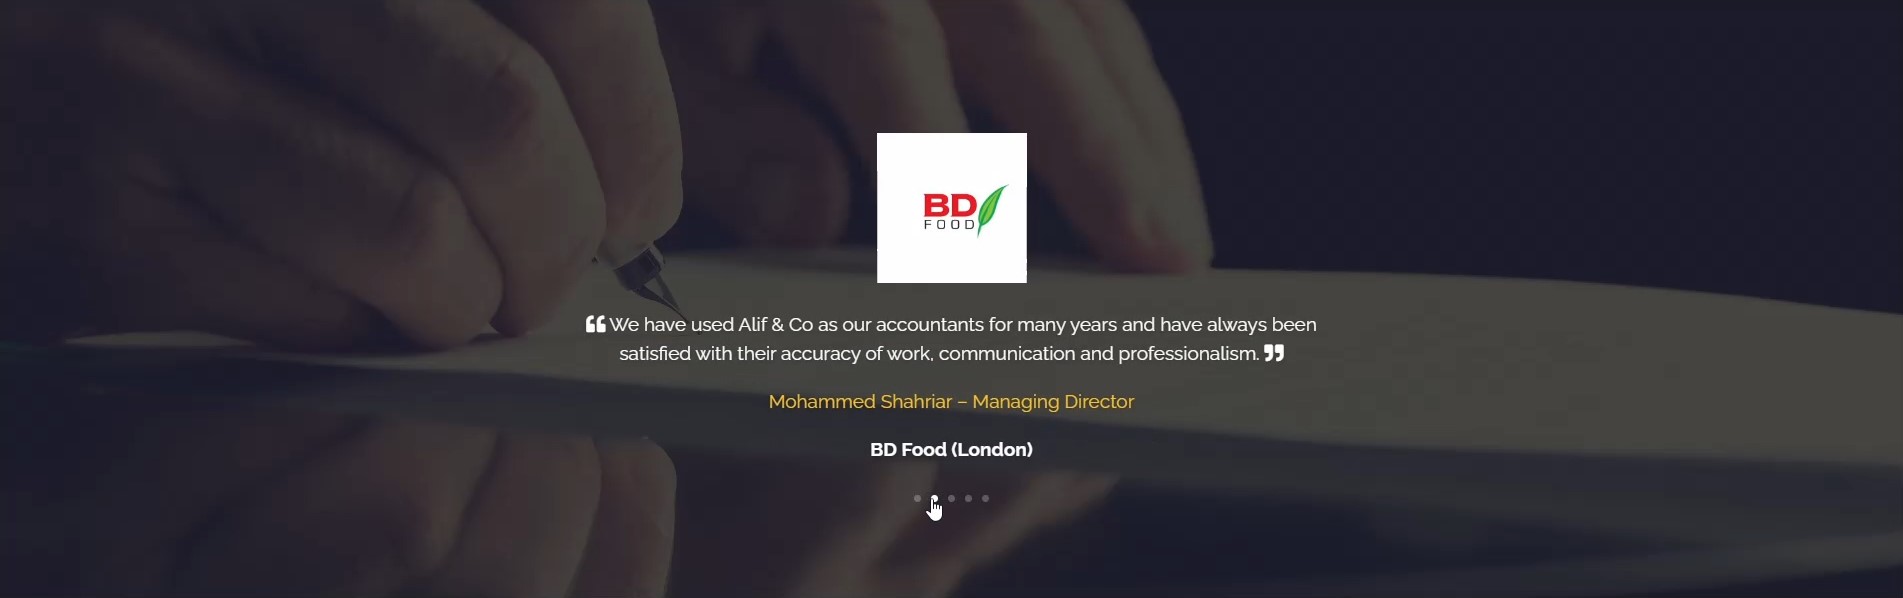 BD
FOOD
“ We have used Alif & Co as our accountants for many years and have always been
satisfied with their accuracy of work, communication and professionalism. ”
Mohammed Shahriar – Managing Director
BD Food (London)